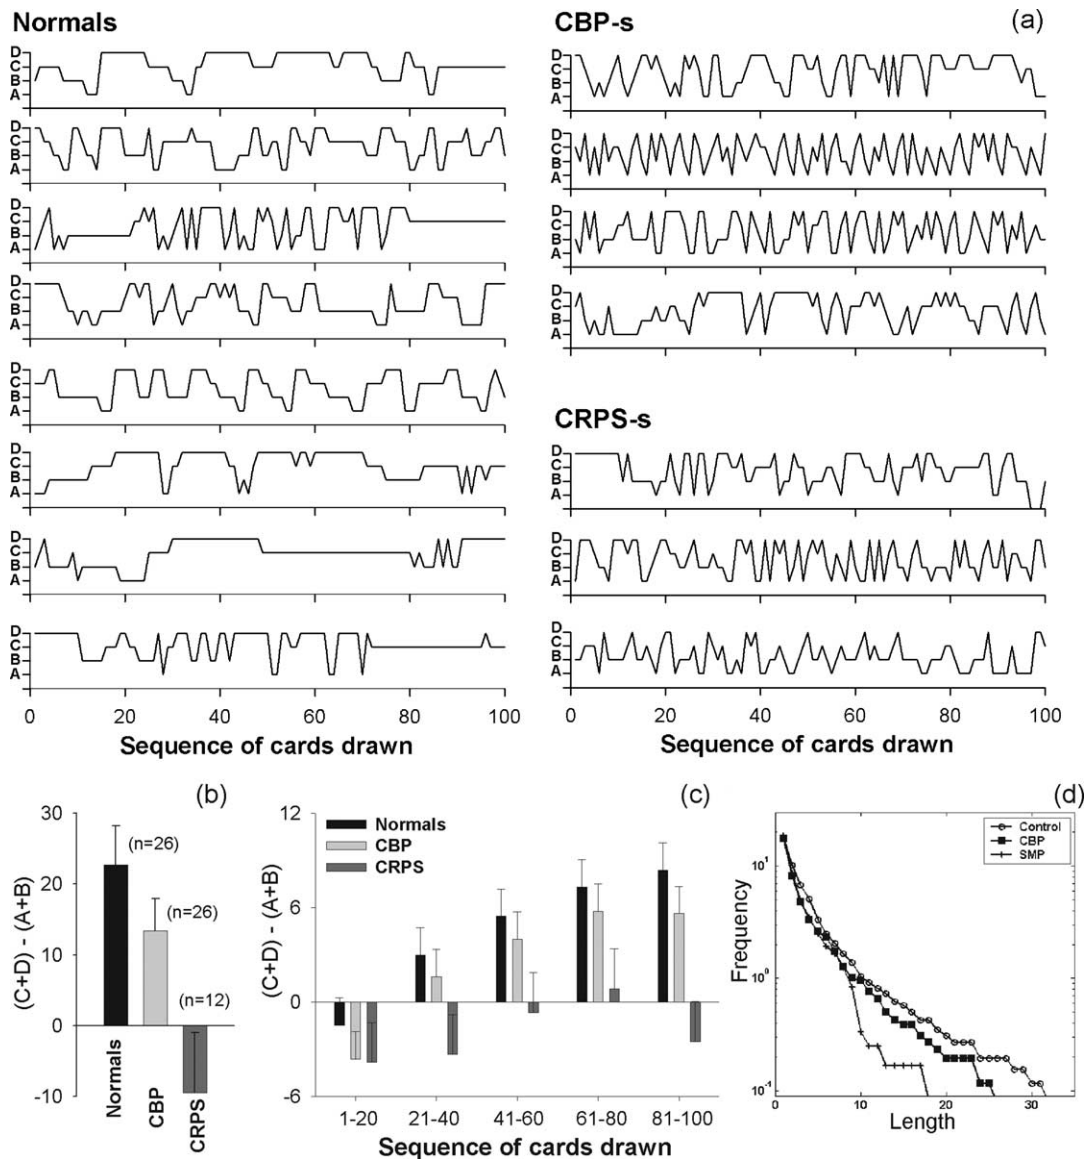 Normals
CBP-s
(a)
D
C
B
A
D
C
B
A
D
C
B
A
D
C
B
A
D
C
B
A
D
C
B
A
D
C
B
A
D
C
B
A
0 20 40 60 80 100
Sequence of cards drawn
D
C
B
A
D
C
B
A
D
C
B
A
D
C
B
A
CRPS-s
D
C
B
A
D
C
B
A
D
C
B
A
0 20 40 60 80 100
Sequence of cards drawn
(b)
(C+D) - (A+B)
30
20
10
0
-10
(n=26)
(n=26)
(n=12)
Normals
CBP
CRPS
(c)
(C+D) - (A+B)
12
6
0
-6
Normals
CBP
CRPS
1-20 21-40 41-60 61-80 81-100
Sequence of cards drawn
(d)
Frequency
10¹
10⁰
10⁻¹
Control
CBP
SMP
0 10 20 30
Length